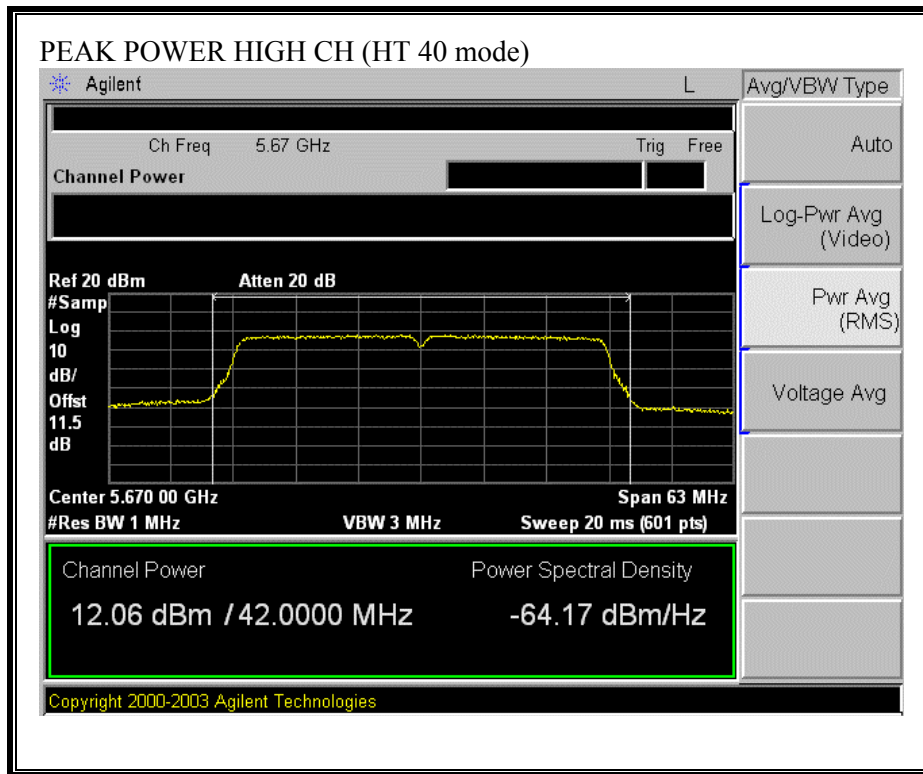 PEAK POWER HIGH CH (HT 40 mode)
Agilent L
Avg/VBW Type
Ch Freq 5.67 GHz Trig Free
Channel Power
Auto
Log-Pwr Avg
(Video)
Pwr Avg
(RMS)
Voltage Avg
Ref 20 dBm Atten 20 dB
#Samp
Log
10
dB/
Offst
11.5
dB
Center 5.670 00 GHz Span 63 MHz
#Res BW 1 MHz VBW 3 MHz Sweep 20 ms (601 pts)
Channel Power Power Spectral Density
12.06 dBm / 42.0000 MHz -64.17 dBm/Hz
Copyright 2000-2003 Agilent Technologies